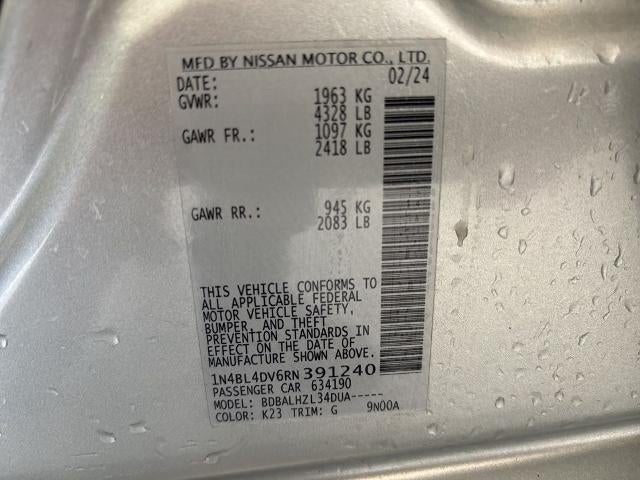 MFD BY NISSAN MOTOR CO., LTD.
DATE: 02/24
GVWR: 1963 KG
4328 LB
GAWR FR.: 1097 KG
2418 LB
GAWR RR.: 945 KG
2083 LB
THIS VEHICLE CONFORMS TO
ALL APPLICABLE FEDERAL
MOTOR VEHICLE SAFETY,
BUMPER, AND THEFT
PREVENTION STANDARDS IN
EFFECT ON THE DATE OF
MANUFACTURE SHOWN ABOVE.
1N4BL4DV6RN391240
PASSENGER CAR 634190
MODEL: BDBALHZL34DUA-----
COLOR: K23 TRIM: G 9N00A